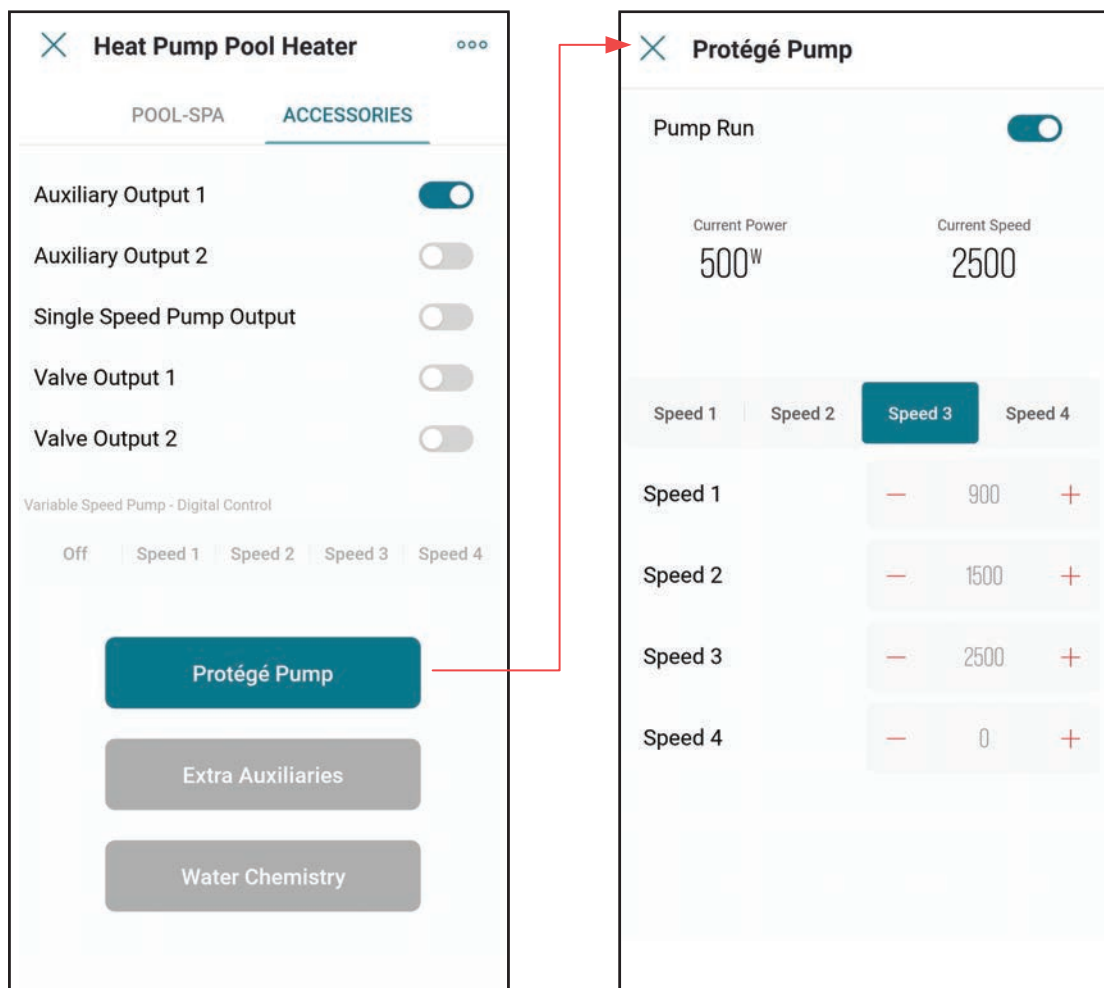 Heat Pump Pool Heater
POOL-SPA ACCESSORIES
Auxiliary Output 1
Auxiliary Output 2
Single Speed Pump Output
Valve Output 1
Valve Output 2
Variable Speed Pump - Digital Control
Off Speed 1 Speed 2 Speed 3 Speed 4
Protégé Pump
Extra Auxiliaries
Water Chemistry
Protégé Pump
Pump Run
Current Power Current Speed
500W 2500
Speed 1 Speed 2 Speed 3 Speed 4
Speed 1 − 900 +
Speed 2 − 1500 +
Speed 3 − 2500 +
Speed 4 − 0 +